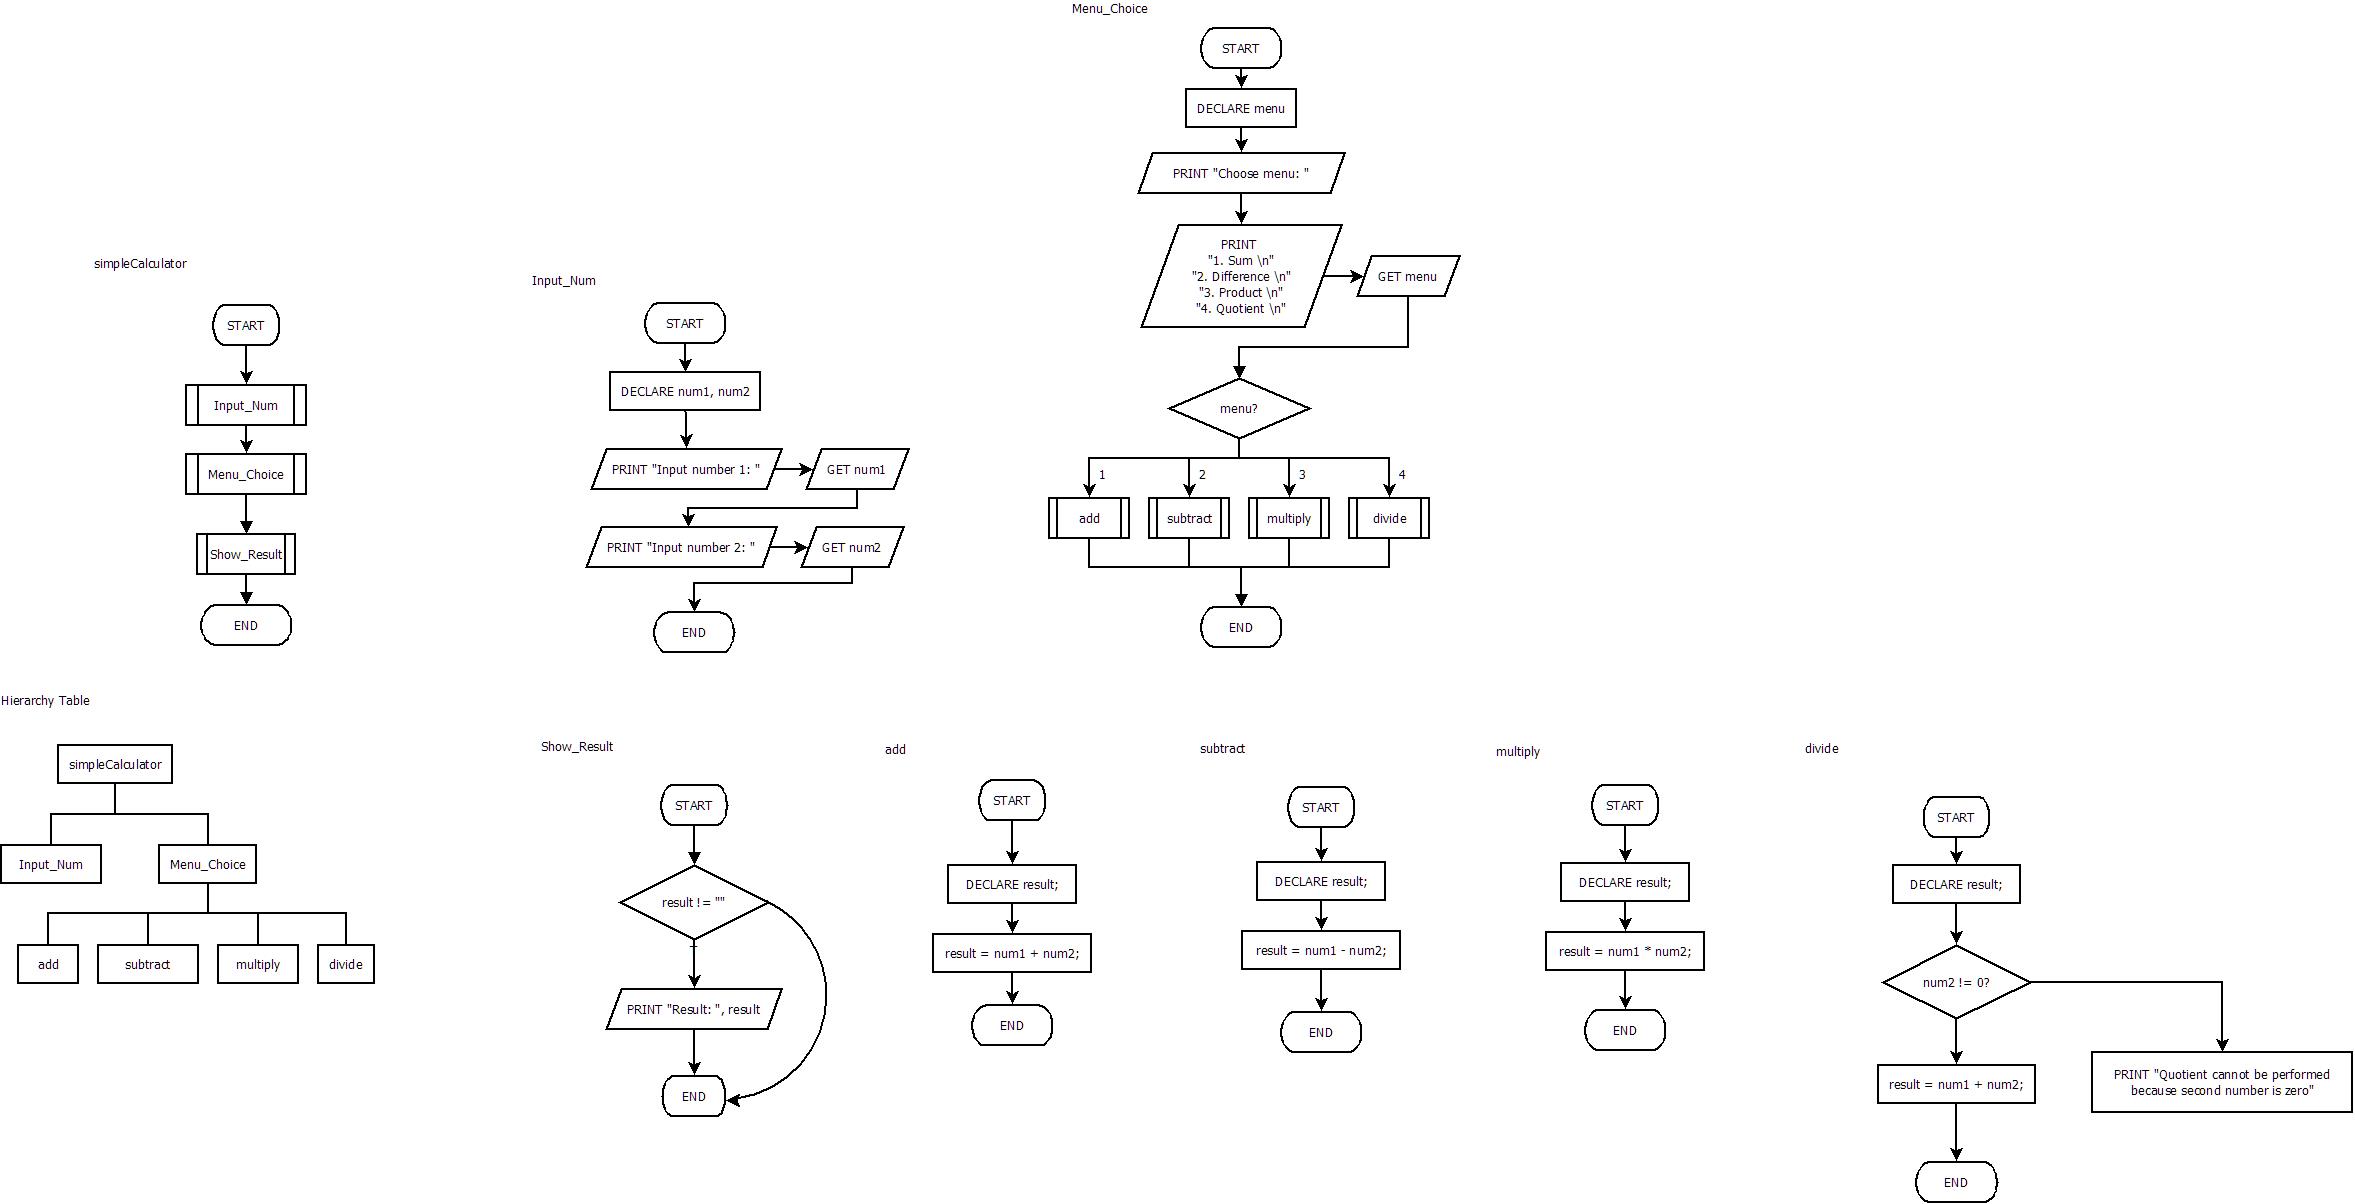 Menu_Choice
START
DECLARE menu
PRINT "Choose menu: "
PRINT
"1. Sum \n"
"2. Difference \n"
"3. Product \n"
"4. Quotient \n"
GET menu
menu?
1
2
3
4
add
subtract
multiply
divide
END
simpleCalculator
START
Input_Num
Menu_Choice
Show_Result
END
Input_Num
START
DECLARE num1, num2
PRINT "Input number 1: "
GET num1
PRINT "Input number 2: "
GET num2
END
Hierarchy Table
simpleCalculator
Input_Num
Menu_Choice
add
subtract
multiply
divide
Show_Result
START
result != ""
PRINT "Result: ", result
END
add
START
DECLARE result;
result = num1 + num2;
END
subtract
START
DECLARE result;
result = num1 - num2;
END
multiply
START
DECLARE result;
result = num1 * num2;
END
divide
START
DECLARE result;
num2 != 0?
result = num1 + num2;
PRINT "Quotient cannot be performed
because second number is zero"
END